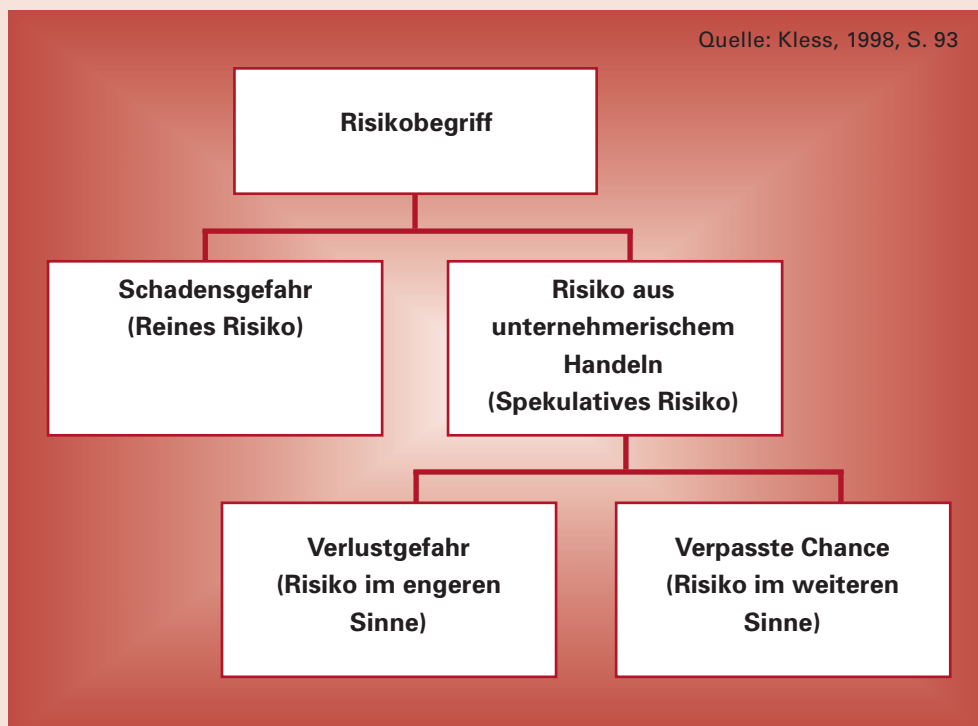 Quelle: Kless, 1998, S. 93
Risikobegriff
Schadensgefahr
(Reines Risiko)
Risiko aus
unternehmerischem
Handeln
(Spekulatives Risiko)
Verlustgefahr
(Risiko im engeren
Sinne)
Verpasste Chance
(Risiko im weiteren
Sinne)